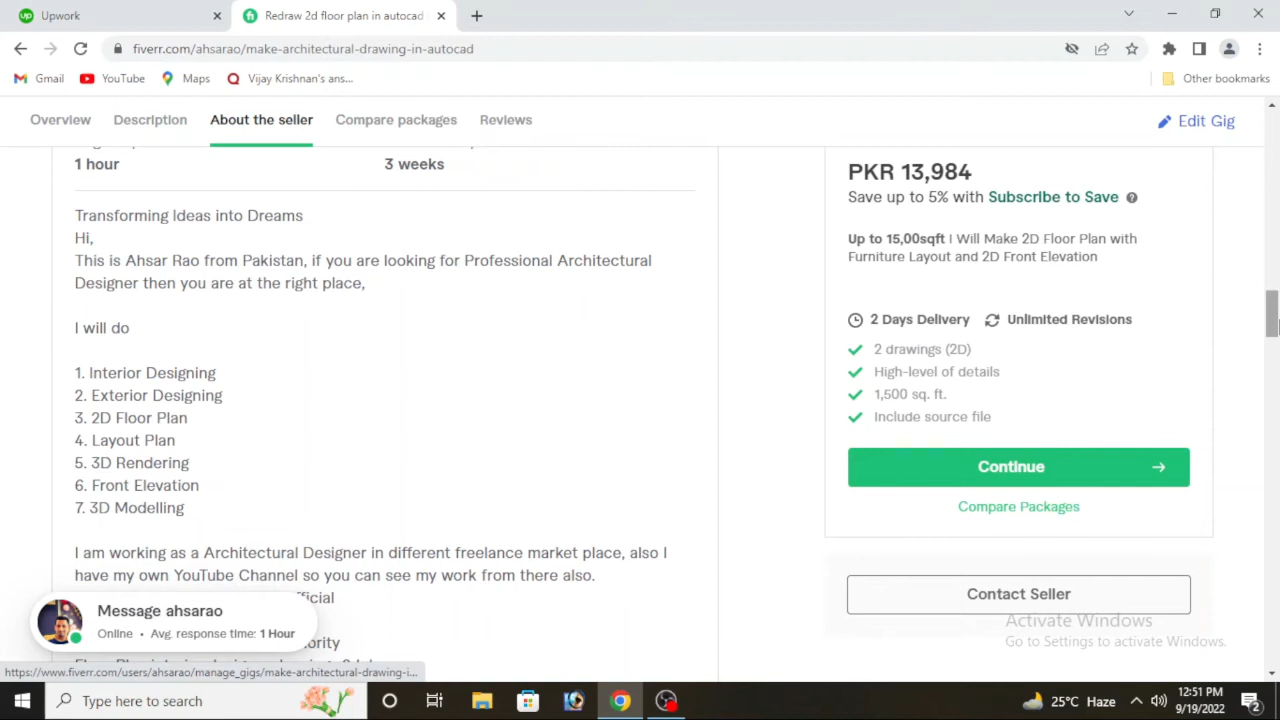 Upwork
Redraw 2d floor plan in autocad
fiverr.com/ahsarao/make-architectural-drawing-in-autocad
Gmail
YouTube
Maps
Vijay Krishnan's ans...
Other bookmarks
Overview
Description
About the seller
Compare packages
Reviews
Edit Gig
1 hour
3 weeks
Transforming Ideas into Dreams
Hi,
This is Ahsar Rao from Pakistan, if you are looking for Professional Architectural
Designer then you are at the right place,
I will do
1. Interior Designing
2. Exterior Designing
3. 2D Floor Plan
4. Layout Plan
5. 3D Rendering
6. Front Elevation
7. 3D Modelling
I am working as a Architectural Designer in different freelance market place, also I
have my own YouTube Channel so you can see my work from there also.
Message ahsarao
Online • Avg. response time: 1 Hour
https://www.fiverr.com/users/ahsarao/manage_gigs/make-architectural-drawing-i...
PKR 13,984
Save up to 5% with Subscribe to Save
Up to 15,00sqft I Will Make 2D Floor Plan with
Furniture Layout and 2D Front Elevation
2 Days Delivery
Unlimited Revisions
2 drawings (2D)
High-level of details
1,500 sq. ft.
Include source file
Continue
Compare Packages
Contact Seller
Activate Windows
Go to Settings to activate Windows.
Type here to search
25°C Haze
12:51 PM
9/19/2022
2